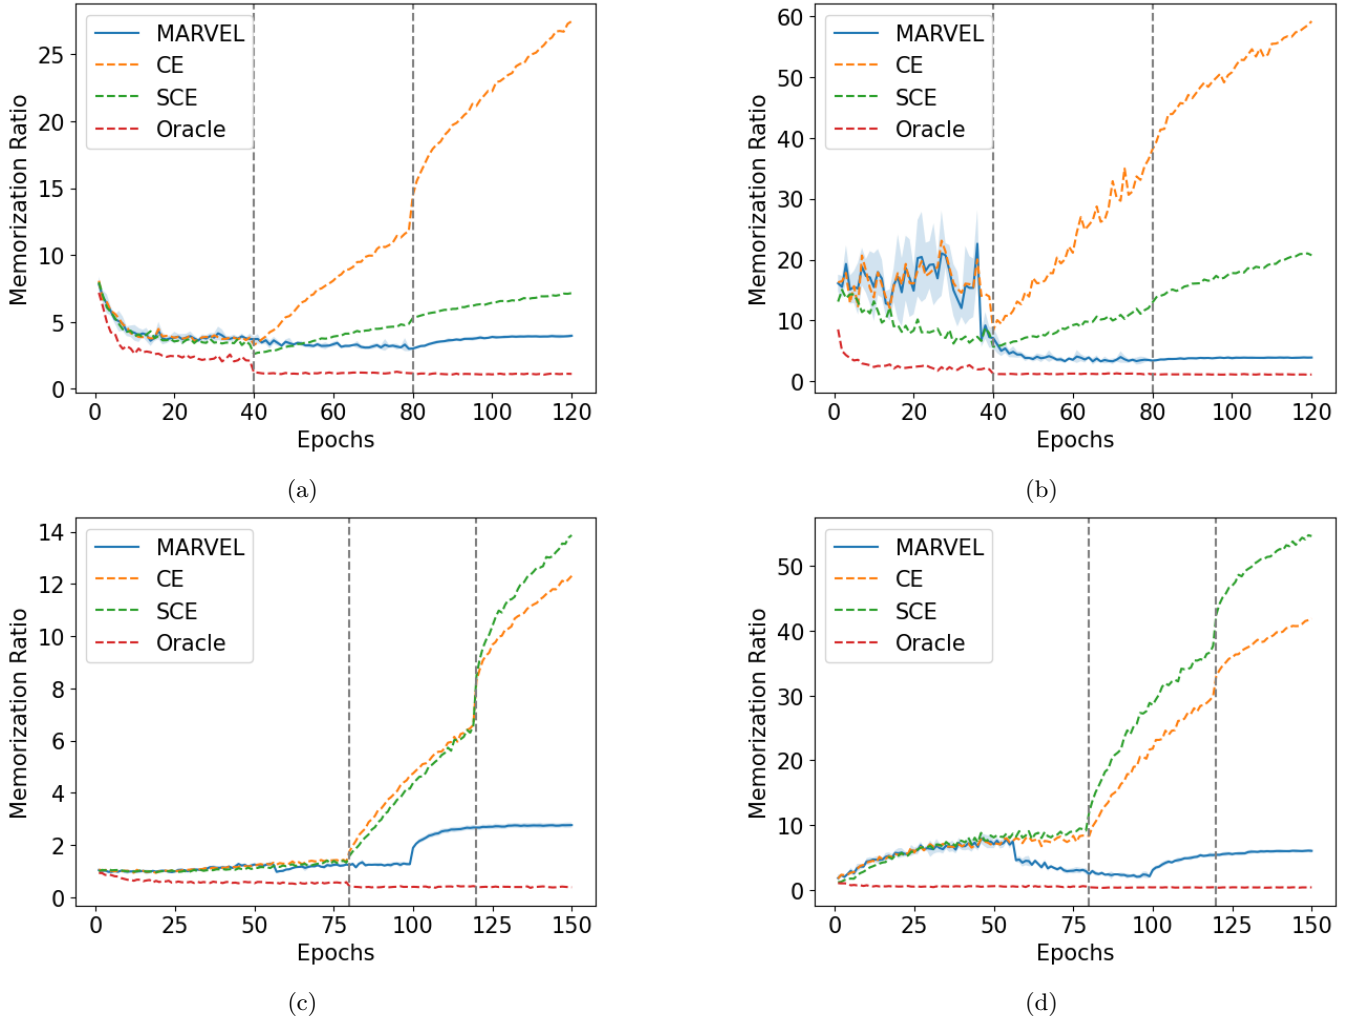 MARVEL
CE
SCE
Oracle
Memorization Ratio
25
20
15
10
5
0
0 20 40 60 80 100 120
Epochs
(a)
MARVEL
CE
SCE
Oracle
Memorization Ratio
60
50
40
30
20
10
0
0 20 40 60 80 100 120
Epochs
(b)
MARVEL
CE
SCE
Oracle
Memorization Ratio
14
12
10
8
6
4
2
0
0 25 50 75 100 125 150
Epochs
(c)
MARVEL
CE
SCE
Oracle
Memorization Ratio
50
40
30
20
10
0
0 25 50 75 100 125 150
Epochs
(d)